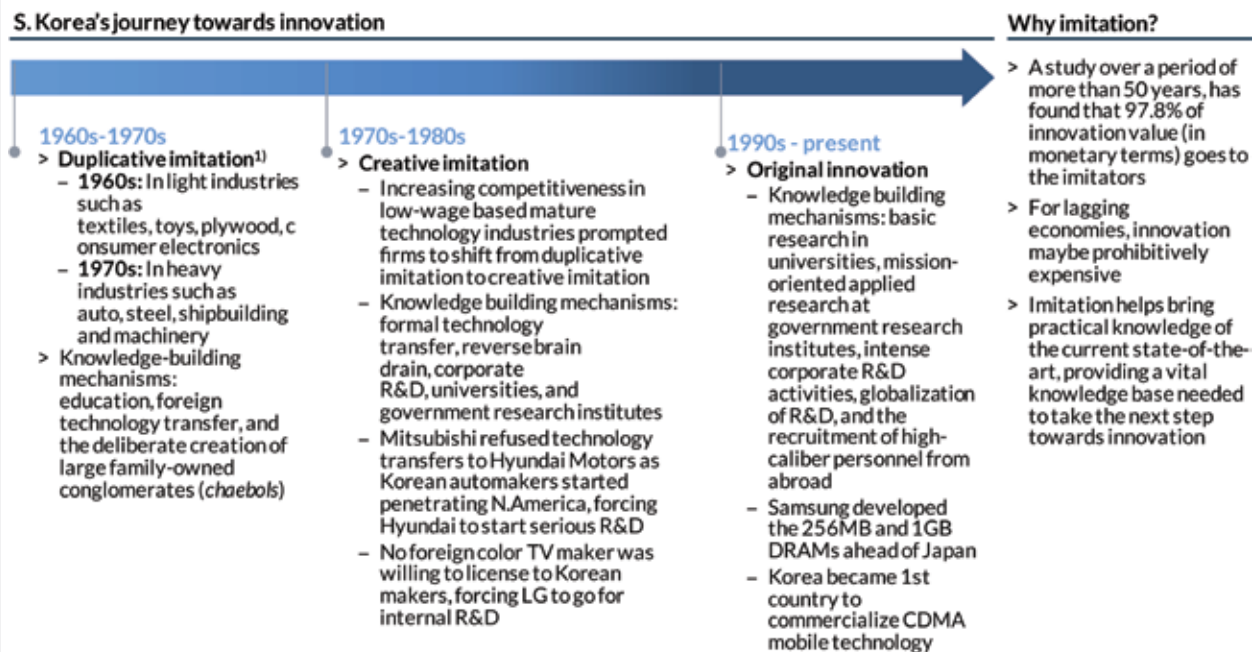 S. Korea's journey towards innovation
1960s-1970s
> Duplicative imitation¹⁾
– 1960s: In light industries
such as
textiles, toys, plywood, c
onsumer electronics
– 1970s: In heavy
industries such as
auto, steel, shipbuilding
and machinery
> Knowledge-building
mechanisms:
education, foreign
technology transfer, and
the deliberate creation of
large family-owned
conglomerates (chaebols)
1970s-1980s
> Creative imitation
– Increasing competitiveness in
low-wage based mature
technology industries prompted
firms to shift from duplicative
imitation to creative imitation
– Knowledge building mechanisms:
formal technology
transfer, reverse brain
drain, corporate
R&D, universities, and
government research institutes
– Mitsubishi refused technology
transfers to Hyundai Motors as
Korean automakers started
penetrating N.America, forcing
Hyundai to start serious R&D
– No foreign color TV maker was
willing to license to Korean
makers, forcing LG to go for
internal R&D
1990s - present
> Original innovation
– Knowledge building
mechanisms: basic
research in
universities, mission-
oriented applied
research at
government research
institutes, intense
corporate R&D
activities, globalization
of R&D, and the
recruitment of high-
caliber personnel from
abroad
– Samsung developed
the 256MB and 1GB
DRAMs ahead of Japan
– Korea became 1st
country to
commercialize CDMA
mobile technology
Why imitation?
> A study over a period of
more than 50 years, has
found that 97.8% of
innovation value (in
monetary terms) goes to
the imitators
> For lagging
economies, innovation
maybe prohibitively
expensive
> Imitation helps bring
practical knowledge of
the current state-of-the-
art, providing a vital
knowledge base needed
to take the next step
towards innovation